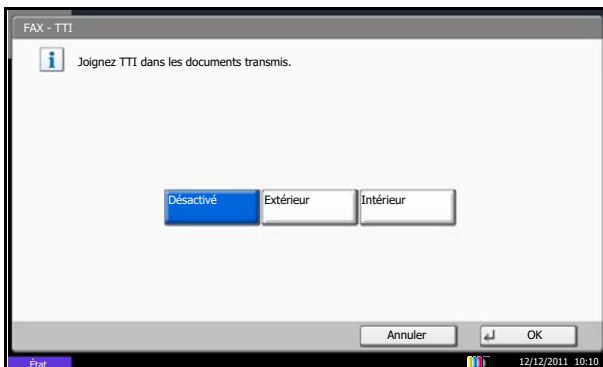 FAX - TTI
Joignez TTI dans les documents transmis.
Désactivé Extérieur Intérieur
Annuler OK
État 12/12/2011 10:10